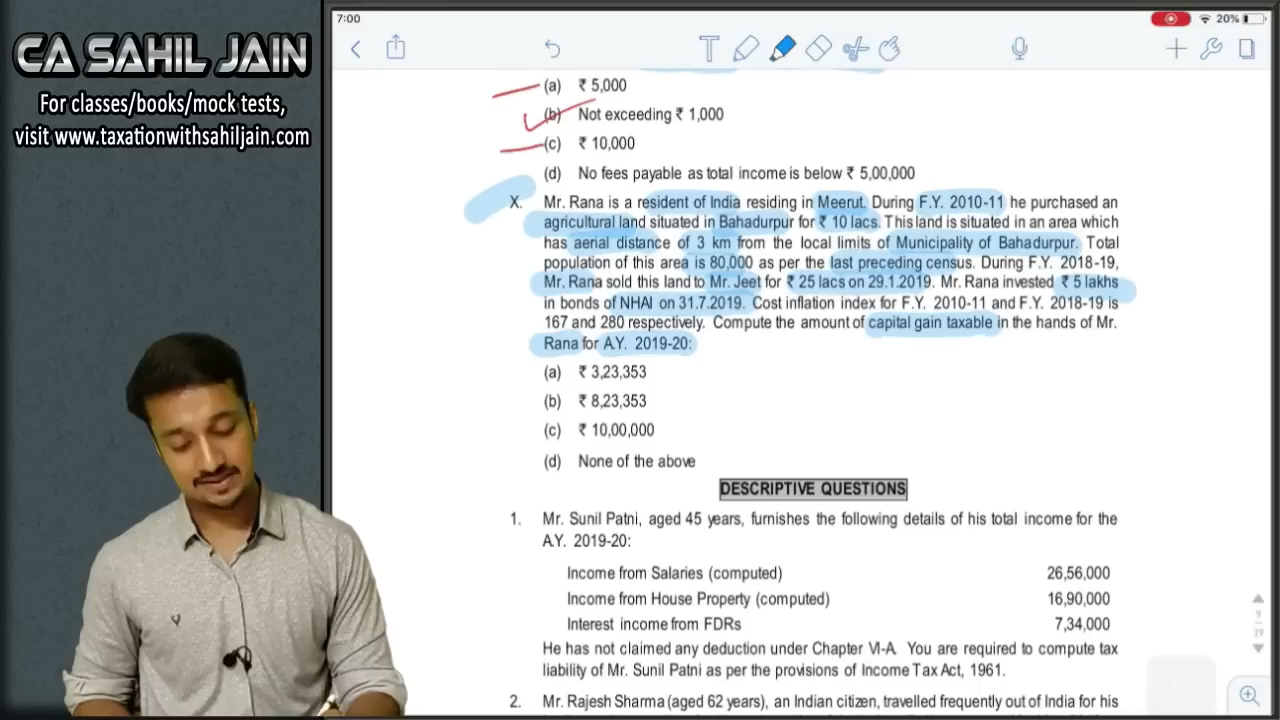 7:00
20%
CA SAHIL JAIN
For classes/books/mock tests,
visit www.taxationwithsahiljain.com
T
(a) ₹ 5,000
(b) Not exceeding ₹ 1,000
(c) ₹ 10,000
(d) No fees payable as total income is below ₹ 5,00,000
X. Mr. Rana is a resident of India residing in Meerut. During F.Y. 2010-11 he purchased an
agricultural land situated in Bahadurpur for ₹ 10 lacs. This land is situated in an area which
has aerial distance of 3 km from the local limits of Municipality of Bahadurpur. Total
population of this area is 80,000 as per the last preceding census. During F.Y. 2018-19,
Mr. Rana sold this land to Mr. Jeet for ₹ 25 lacs on 29.1.2019. Mr. Rana invested ₹ 5 lakhs
in bonds of NHAI on 31.7.2019. Cost inflation index for F.Y. 2010-11 and F.Y. 2018-19 is
167 and 280 respectively. Compute the amount of capital gain taxable in the hands of Mr.
Rana for A.Y. 2019-20:
(a) ₹ 3,23,353
(b) ₹ 8,23,353
(c) ₹ 10,00,000
(d) None of the above
DESCRIPTIVE QUESTIONS
1. Mr. Sunil Patni, aged 45 years, furnishes the following details of his total income for the
A.Y. 2019-20:
Income from Salaries (computed) 26,56,000
Income from House Property (computed) 16,90,000
Interest income from FDRs 7,34,000
He has not claimed any deduction under Chapter VI-A. You are required to compute tax
liability of Mr. Sunil Patni as per the provisions of Income Tax Act, 1961.
2. Mr. Rajesh Sharma (aged 62 years), an Indian citizen, travelled frequently out of India for his
9
19